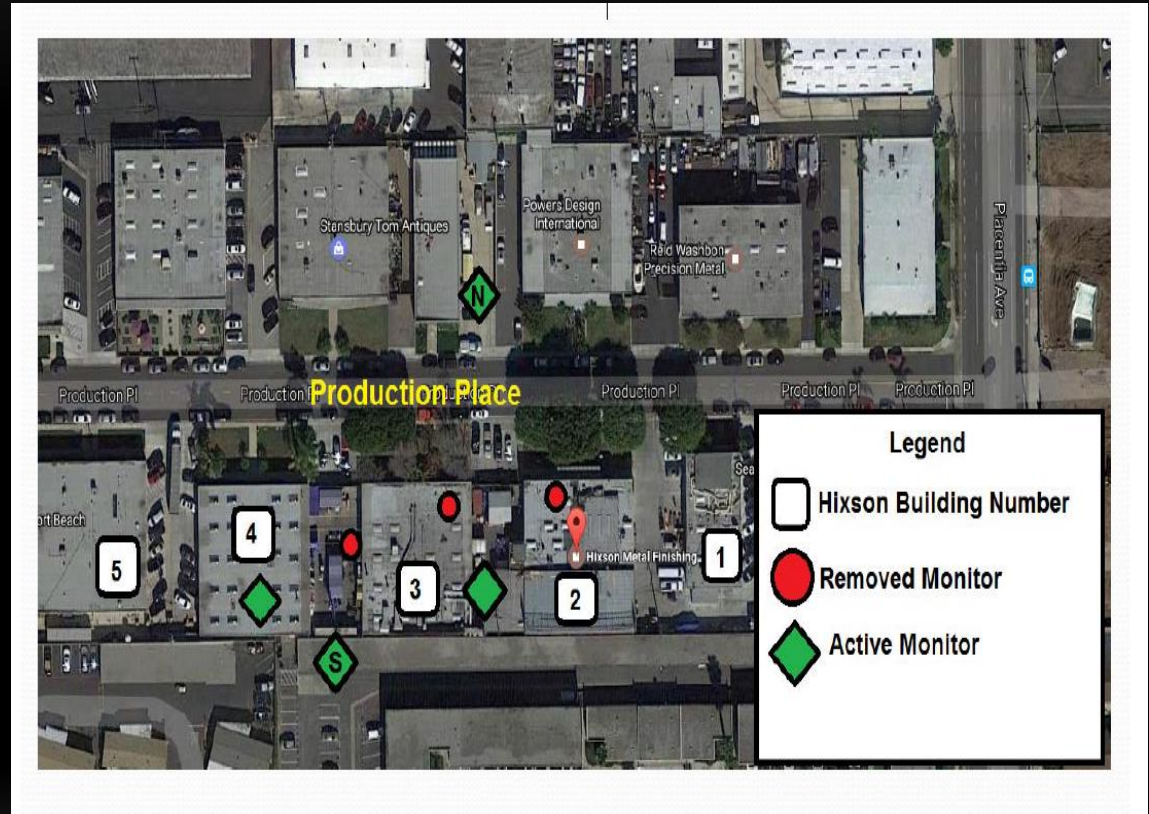 Stansbury Tom Antiques
Powers Design
International
Reid Washbon
Precision Metal
Placentia Ave
N
Production Pl
Production Pl
Production Place
Production Pl
Production Pl
Production Pl
Legend
Hixson Building Number
Removed Monitor
Active Monitor
Sea
ort Beach
5
4
3
Hixson Metal Finishing
2
1
S